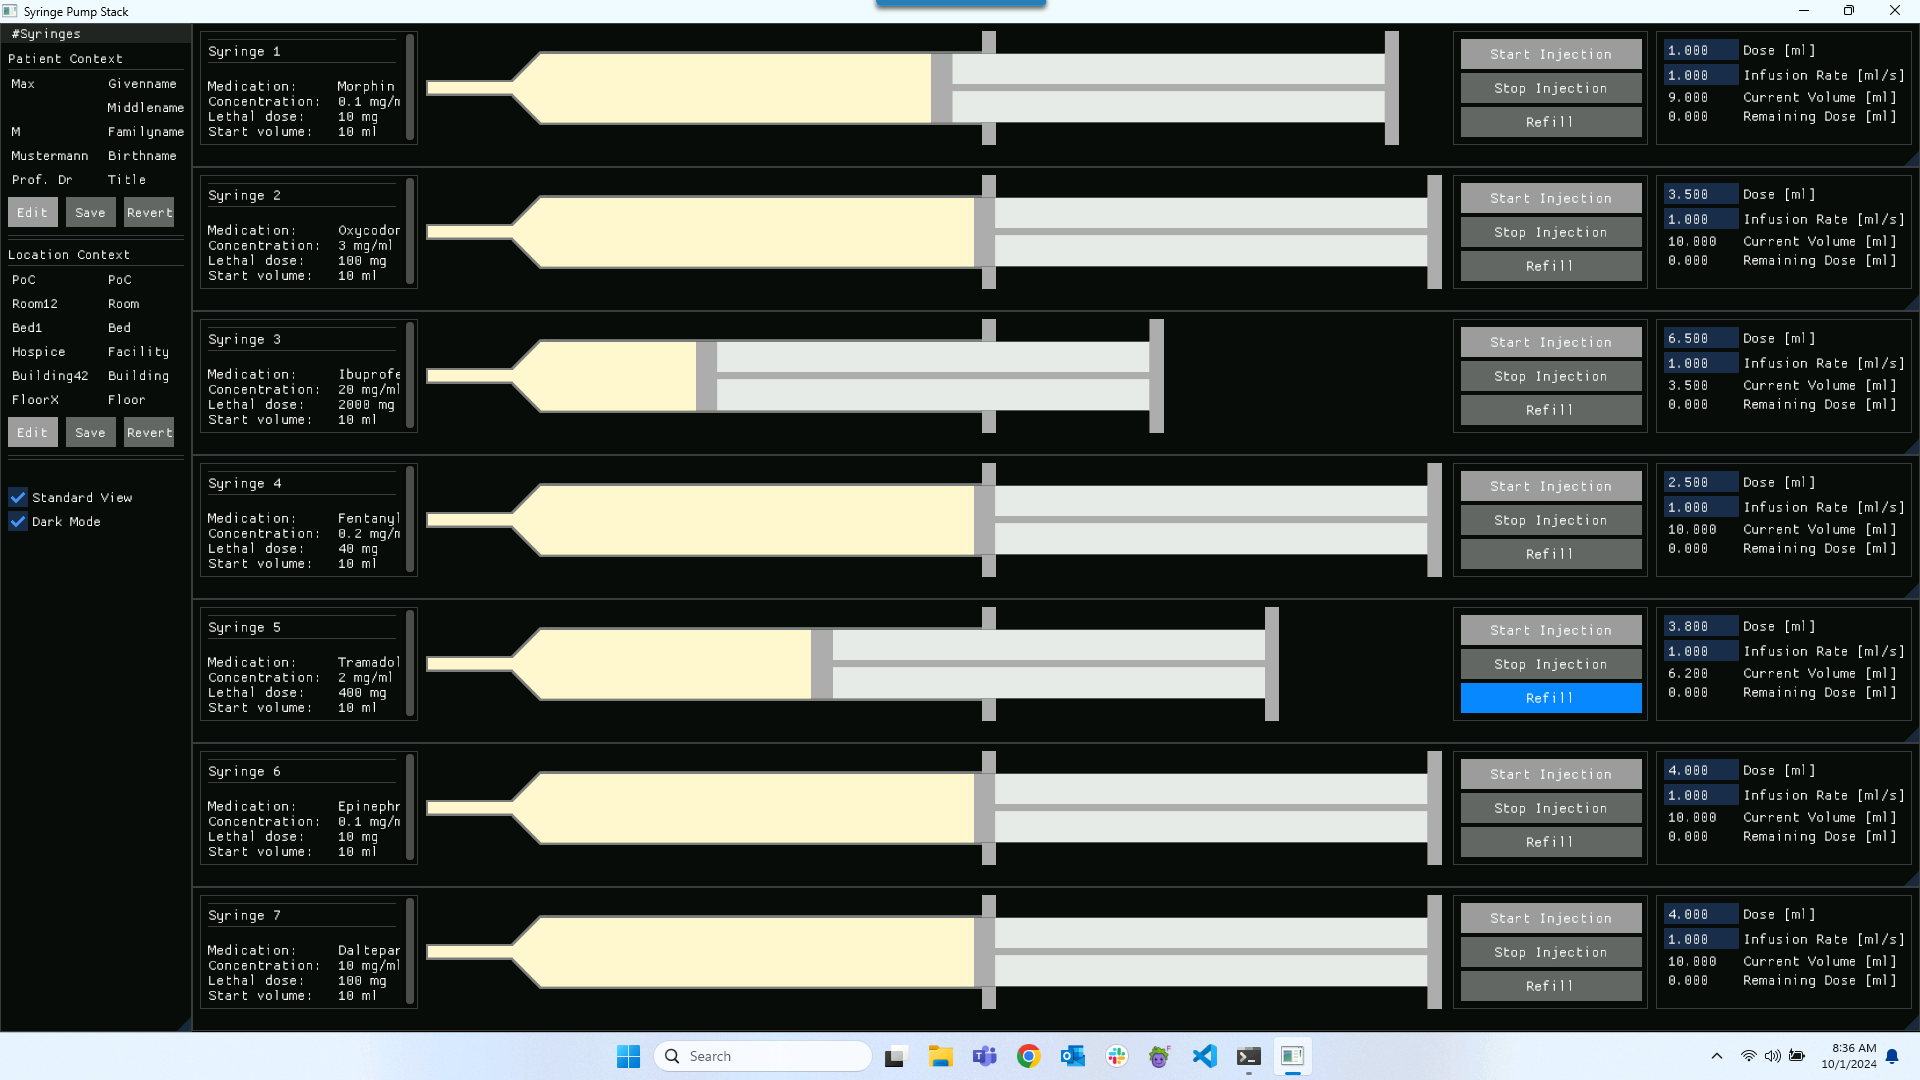 Syringe Pump Stack
#Syringes
Patient Context
Max Givenname
Middlename
M Familyname
Mustermann Birthname
Prof. Dr Title
Edit Save Revert
Location Context
PoC PoC
Room12 Room
Bed1 Bed
Hospice Facility
Building42 Building
FloorX Floor
Edit Save Revert
Standard View
Dark Mode
Syringe 1
Medication: Morphin
Concentration: 0.1 mg/m
Lethal dose: 10 mg
Start volume: 10 ml
Start Injection
Stop Injection
Refill
1.000 Dose [ml]
1.000 Infusion Rate [ml/s]
9.000 Current Volume [ml]
0.000 Remaining Dose [ml]
Syringe 2
Medication: Oxycodor
Concentration: 3 mg/ml
Lethal dose: 100 mg
Start volume: 10 ml
Start Injection
Stop Injection
Refill
3.500 Dose [ml]
1.000 Infusion Rate [ml/s]
10.000 Current Volume [ml]
0.000 Remaining Dose [ml]
Syringe 3
Medication: Ibuprofe
Concentration: 20 mg/ml
Lethal dose: 2000 mg
Start volume: 10 ml
Start Injection
Stop Injection
Refill
6.500 Dose [ml]
1.000 Infusion Rate [ml/s]
3.500 Current Volume [ml]
0.000 Remaining Dose [ml]
Syringe 4
Medication: Fentanyl
Concentration: 0.2 mg/m
Lethal dose: 40 mg
Start volume: 10 ml
Start Injection
Stop Injection
Refill
2.500 Dose [ml]
1.000 Infusion Rate [ml/s]
10.000 Current Volume [ml]
0.000 Remaining Dose [ml]
Syringe 5
Medication: Tramadol
Concentration: 2 mg/ml
Lethal dose: 400 mg
Start volume: 10 ml
Start Injection
Stop Injection
Refill
3.800 Dose [ml]
1.000 Infusion Rate [ml/s]
6.200 Current Volume [ml]
0.000 Remaining Dose [ml]
Syringe 6
Medication: Epinephr
Concentration: 0.1 mg/m
Lethal dose: 10 mg
Start volume: 10 ml
Start Injection
Stop Injection
Refill
4.000 Dose [ml]
1.000 Infusion Rate [ml/s]
10.000 Current Volume [ml]
0.000 Remaining Dose [ml]
Syringe 7
Medication: Daltepar
Concentration: 10 mg/ml
Lethal dose: 100 mg
Start volume: 10 ml
Start Injection
Stop Injection
Refill
4.000 Dose [ml]
1.000 Infusion Rate [ml/s]
10.000 Current Volume [ml]
0.000 Remaining Dose [ml]
Search
8:36 AM
10/1/2024